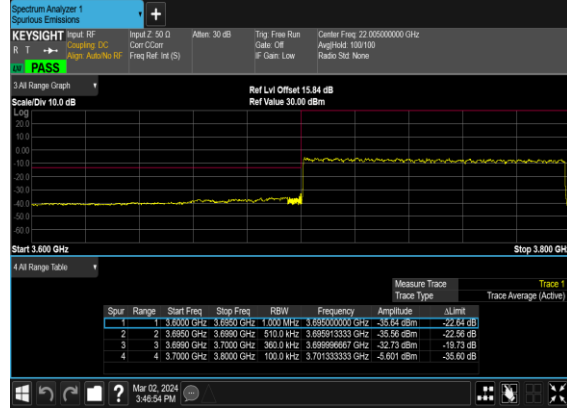 Spectrum Analyzer 1
Spurious Emissions
+
KEYSIGHT Input: RF Input Z: 50 Ω Atten: 30 dB Trig: Free Run Center Freq: 22.005000000 GHz
R T Coupling: DC Corr CCorr Gate: Off Avg|Hold: 100/100
Align: Auto/No RF Freq Ref: Int (S) IF Gain: Low Radio Std: None
PASS
3 All Range Graph
Ref Lvl Offset 15.84 dB
Scale/Div 10.0 dB Ref Value 30.00 dBm
Log
20.0
10.0
0.00
-10.0
-20.0
-30.0
-40.0
-50.0
-60.0
Start 3.600 GHz Stop 3.800 GHz
4 All Range Table
Measure Trace Trace 1
Trace Type Trace Average (Active)
Spur Range Start Freq Stop Freq RBW Frequency Amplitude ΔLimit
1 1 3.6000 GHz 3.6950 GHz 1.000 MHz 3.695000000 GHz -35.64 dBm -22.64 dB
2 2 3.6950 GHz 3.6990 GHz 510.0 kHz 3.695913333 GHz -35.56 dBm -22.56 dB
3 3 3.6990 GHz 3.7000 GHz 360.0 kHz 3.699996667 GHz -32.73 dBm -19.73 dB
4 4 3.7000 GHz 3.8000 GHz 100.0 kHz 3.701333333 GHz -5.601 dBm -35.60 dB
? Mar 02, 2024
3:46:54 PM